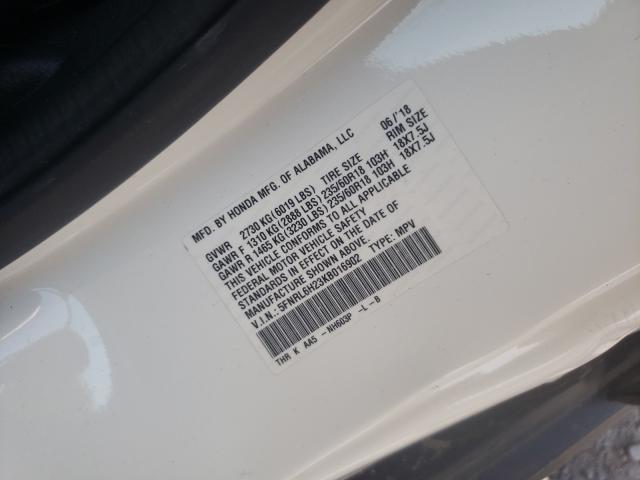 MFD. BY HONDA MFG. OF ALABAMA, LLC 06/'18
GVWR 2730 KG(6019 LBS) TIRE SIZE RIM SIZE
GAWR F 1310 KG(2888 LBS) 235/60R18 103H 18X7.5J
GAWR R 1465 KG(3230 LBS) 235/60R18 103H 18X7.5J
THIS VEHICLE CONFORMS TO ALL APPLICABLE
FEDERAL MOTOR VEHICLE SAFETY
STANDARDS IN EFFECT ON THE DATE OF
MANUFACTURE SHOWN ABOVE.
V.I.N.: 5FNRL6H23KB016902 TYPE: MPV
THR K AA5 -NH603P -L -B